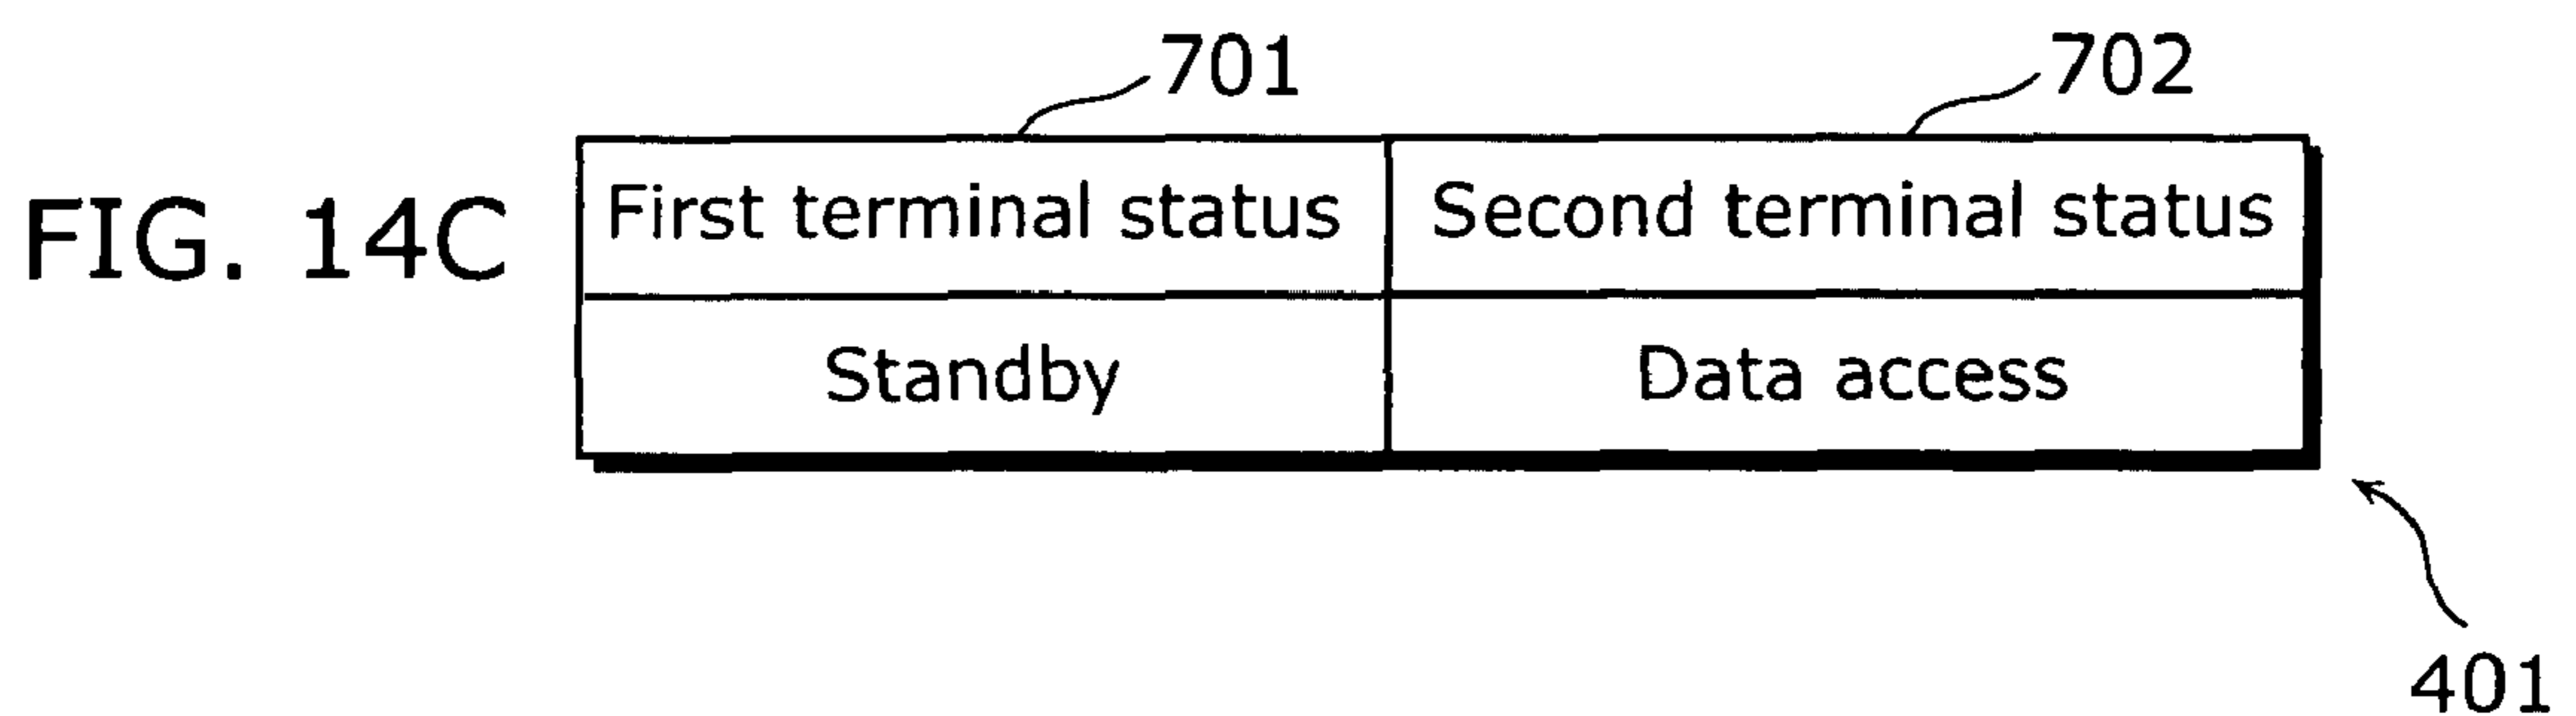 701 702
FIG. 14C
First terminal status Second terminal status
Standby Data access
401